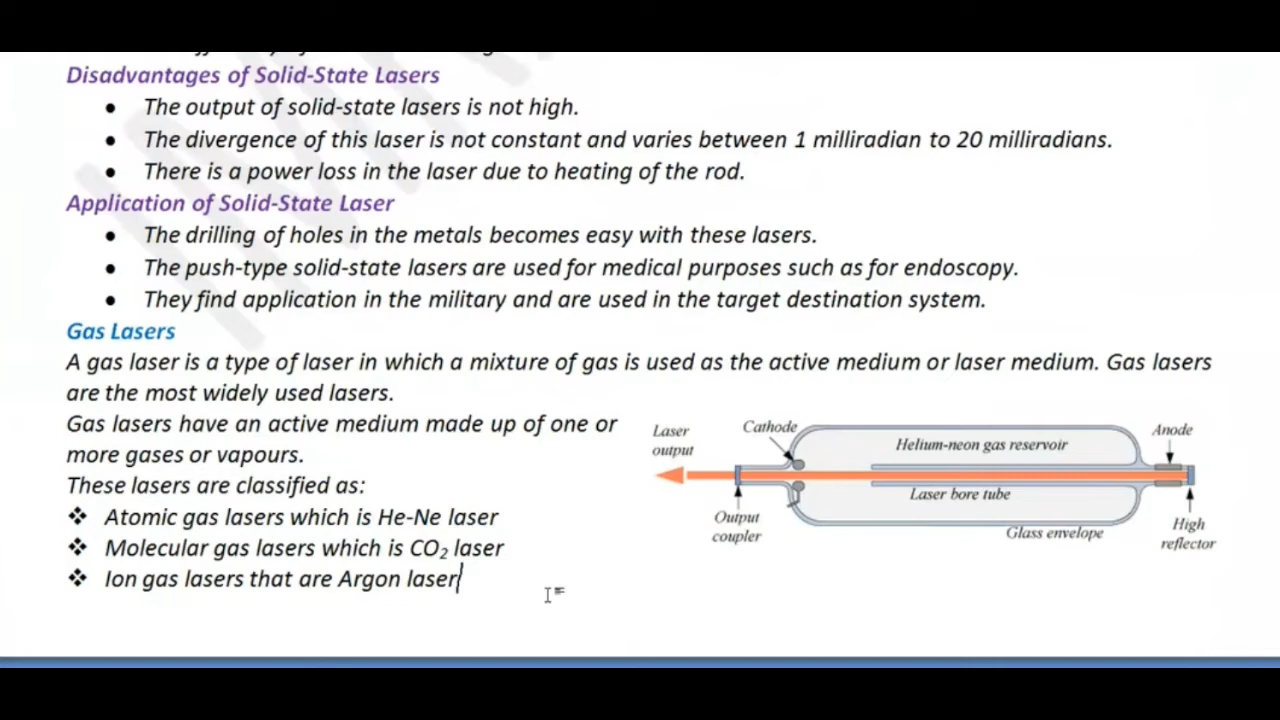 Disadvantages of Solid-State Lasers
• The output of solid-state lasers is not high.
• The divergence of this laser is not constant and varies between 1 milliradian to 20 milliradians.
• There is a power loss in the laser due to heating of the rod.
Application of Solid-State Laser
• The drilling of holes in the metals becomes easy with these lasers.
• The push-type solid-state lasers are used for medical purposes such as for endoscopy.
• They find application in the military and are used in the target destination system.
Gas Lasers
A gas laser is a type of laser in which a mixture of gas is used as the active medium or laser medium. Gas lasers
are the most widely used lasers.
Gas lasers have an active medium made up of one or
more gases or vapours.
These lasers are classified as:
❖ Atomic gas lasers which is He-Ne laser
❖ Molecular gas lasers which is CO₂ laser
❖ Ion gas lasers that are Argon laser
Laser
output
Cathode
Helium-neon gas reservoir
Anode
Laser bore tube
Output
coupler
Glass envelope
High
reflector